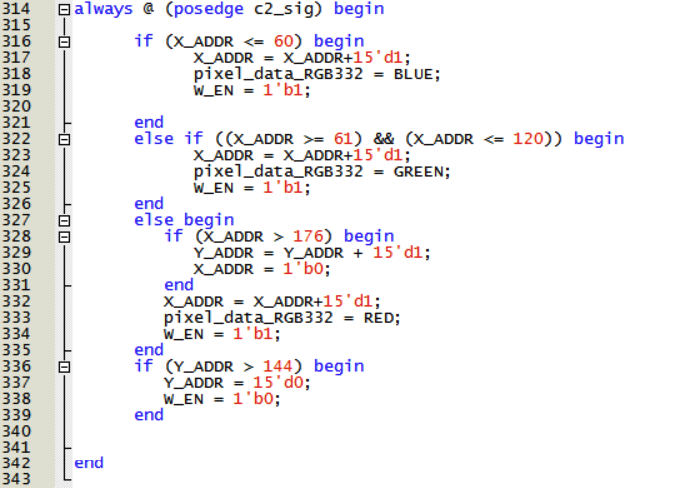 314 always @ (posedge c2_sig) begin
315
316 if (X_ADDR <= 60) begin
317 X_ADDR = X_ADDR+15'd1;
318 pixel_data_RGB332 = BLUE;
319 W_EN = 1'b1;
320
321 end
322 else if ((X_ADDR >= 61) && (X_ADDR <= 120)) begin
323 X_ADDR = X_ADDR+15'd1;
324 pixel_data_RGB332 = GREEN;
325 W_EN = 1'b1;
326 end
327 else begin
328 if (X_ADDR > 176) begin
329 Y_ADDR = Y_ADDR + 15'd1;
330 X_ADDR = 1'b0;
331 end
332 X_ADDR = X_ADDR+15'd1;
333 pixel_data_RGB332 = RED;
334 W_EN = 1'b1;
335 end
336 if (Y_ADDR > 144) begin
337 Y_ADDR = 15'd0;
338 W_EN = 1'b0;
339 end
340
341
342 end
343